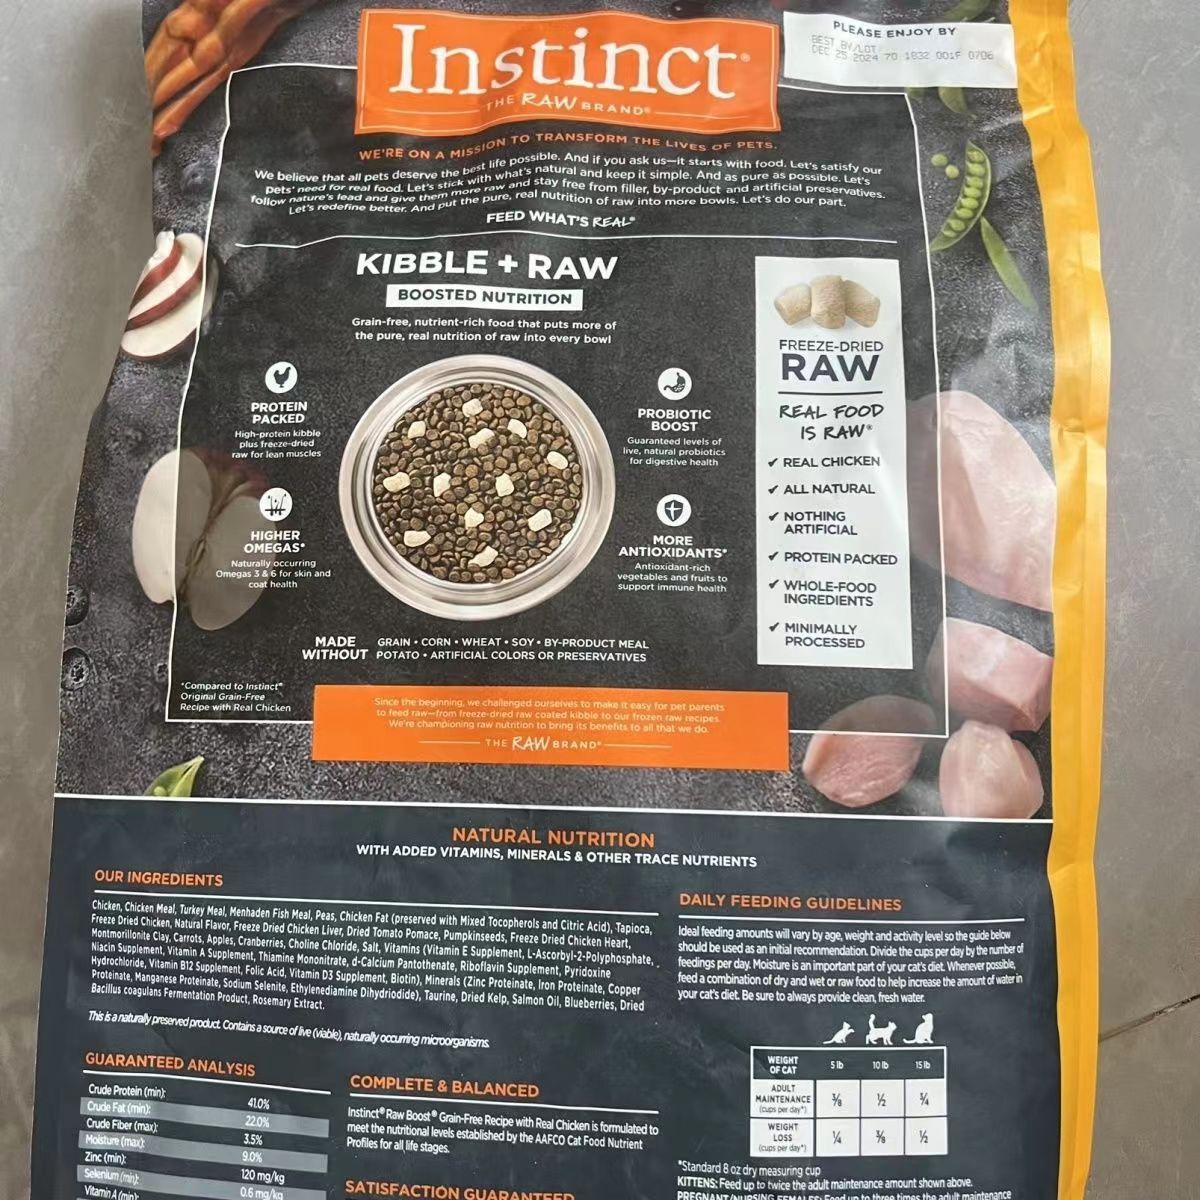 Instinct®
THE RAW BRAND®
PLEASE ENJOY BY
BEST BY/LOT
DEC 25 2024 70 1832 001F 0706
WE'RE ON A MISSION TO TRANSFORM THE LIVES OF PETS.
We believe that all pets deserve the best life possible. And if you ask us—it starts with food. Let's satisfy our
pets' need for real food. Let's stick with what's natural and keep it simple. And as pure as possible. Let's
follow nature's lead and give them more raw and stay free from filler, by-product and artificial preservatives.
Let's redefine better. And put the pure, real nutrition of raw into more bowls. Let's do our part.
FEED WHAT'S REAL®
KIBBLE + RAW
BOOSTED NUTRITION
Grain-free, nutrient-rich food that puts more of
the pure, real nutrition of raw into every bowl
PROTEIN
PACKED
High-protein kibble
plus freeze-dried
raw for lean muscles
HIGHER
OMEGAS*
Naturally occurring
Omegas 3 & 6 for skin and
coat health
PROBIOTIC
BOOST
Guaranteed levels of
live, natural probiotics
for digestive health
MORE
ANTIOXIDANTS*
Antioxidant-rich
vegetables and fruits to
support immune health
MADE
WITHOUT
GRAIN • CORN • WHEAT • SOY • BY-PRODUCT MEAL
POTATO • ARTIFICIAL COLORS OR PRESERVATIVES
*Compared to Instinct®
Original Grain-Free
Recipe with Real Chicken
FREEZE-DRIED
RAW
REAL FOOD
IS RAW®
✔ REAL CHICKEN
✔ ALL NATURAL
✔ NOTHING
ARTIFICIAL
✔ PROTEIN PACKED
✔ WHOLE-FOOD
INGREDIENTS
✔ MINIMALLY
PROCESSED
Since the beginning, we challenged ourselves to make it easy for pet parents
to feed raw—from freeze-dried raw coated kibble to our frozen raw recipes.
We're championing raw nutrition to bring its benefits to all that we do.
THE RAW BRAND®
NATURAL NUTRITION
WITH ADDED VITAMINS, MINERALS & OTHER TRACE NUTRIENTS
OUR INGREDIENTS
Chicken, Chicken Meal, Turkey Meal, Menhaden Fish Meal, Peas, Chicken Fat (preserved with Mixed Tocopherols and Citric Acid), Tapioca,
Freeze Dried Chicken, Natural Flavor, Freeze Dried Chicken Liver, Dried Tomato Pomace, Pumpkinseeds, Freeze Dried Chicken Heart,
Montmorillonite Clay, Carrots, Apples, Cranberries, Choline Chloride, Salt, Vitamins (Vitamin E Supplement, L-Ascorbyl-2-Polyphosphate,
Niacin Supplement, Vitamin A Supplement, Thiamine Mononitrate, d-Calcium Pantothenate, Riboflavin Supplement, Pyridoxine
Hydrochloride, Vitamin B12 Supplement, Folic Acid, Vitamin D3 Supplement, Biotin), Minerals (Zinc Proteinate, Iron Proteinate, Copper
Proteinate, Manganese Proteinate, Sodium Selenite, Ethylenediamine Dihydriodide), Taurine, Dried Kelp, Salmon Oil, Blueberries, Dried
Bacillus coagulans Fermentation Product, Rosemary Extract.
This is a naturally preserved product. Contains a source of live (viable), naturally occurring microorganisms.
GUARANTEED ANALYSIS
Crude Protein (min): 41.0%
Crude Fat (min): 22.0%
Crude Fiber (max): 3.5%
Moisture (max): 9.0%
Zinc (min): 120 mg/kg
Selenium (min): 0.6 mg/kg
Vitamin A (min):
COMPLETE & BALANCED
Instinct® Raw Boost® Grain-Free Recipe with Real Chicken is formulated to
meet the nutritional levels established by the AAFCO Cat Food Nutrient
Profiles for all life stages.
SATISFACTION GUARANTEED
DAILY FEEDING GUIDELINES
Ideal feeding amounts will vary by age, weight and activity level so the guide below
should be used as an initial recommendation. Divide the cups per day by the number of
feedings per day. Moisture is an important part of your cat's diet. Whenever possible,
feed a combination of dry and wet or raw food to help increase the amount of water in
your cat's diet. Be sure to always provide clean, fresh water.
WEIGHT
OF CAT 5 lb 10 lb 15 lb
ADULT
MAINTENANCE
(cups per day*) ⅜ ½ ¾
WEIGHT
LOSS
(cups per day*) ¼ ⅜ ½
*Standard 8 oz dry measuring cup
KITTENS: Feed up to twice the adult maintenance amount shown above.
PREGNANT/NURSING FEMALES: Feed up to three times the adult maintenance